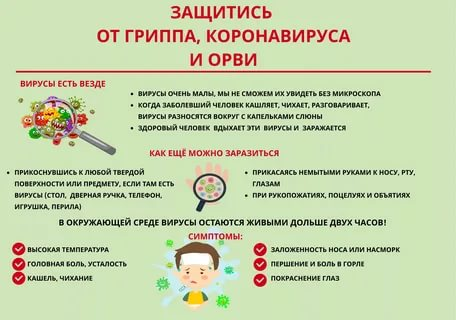 ЗАЩИТИСЬ
ОТ ГРИППА, КОРОНАВИРУСА
И ОРВИ
ВИРУСЫ ЕСТЬ ВЕЗДЕ
• ВИРУСЫ ОЧЕНЬ МАЛЫ, МЫ НЕ СМОЖЕМ ИХ УВИДЕТЬ БЕЗ МИКРОСКОПА
• КОГДА ЗАБОЛЕВШИЙ ЧЕЛОВЕК КАШЛЯЕТ, ЧИХАЕТ, РАЗГОВАРИВАЕТ,
ВИРУСЫ РАЗНОСЯТСЯ ВОКРУГ С КАПЕЛЬКАМИ СЛЮНЫ
• ЗДОРОВЫЙ ЧЕЛОВЕК ВДЫХАЕТ ЭТИ ВИРУСЫ И ЗАРАЖАЕТСЯ
КАК ЕЩЁ МОЖНО ЗАРАЗИТЬСЯ
• ПРИКОСНУВШИСЬ К ЛЮБОЙ ТВЕРДОЙ
ПОВЕРХНОСТИ ИЛИ ПРЕДМЕТУ, ЕСЛИ ТАМ ЕСТЬ
ВИРУСЫ (СТОЛ, ДВЕРНАЯ РУЧКА, ТЕЛЕФОН,
ИГРУШКА, ПЕРИЛА)
• ПРИКАСАЯСЬ НЕМЫТЫМИ РУКАМИ К НОСУ, РТУ,
ГЛАЗАМ
• ПРИ РУКОПОЖАТИЯХ, ПОЦЕЛУЯХ И ОБЪЯТИЯХ
В ОКРУЖАЮЩЕЙ СРЕДЕ ВИРУСЫ ОСТАЮТСЯ ЖИВЫМИ ДОЛЬШЕ ДВУХ ЧАСОВ!
СИМПТОМЫ:
ВЫСОКАЯ ТЕМПЕРАТУРА
ГОЛОВНАЯ БОЛЬ, УСТАЛОСТЬ
КАШЕЛЬ, ЧИХАНИЕ
ЗАЛОЖЕННОСТЬ НОСА ИЛИ НАСМОРК
ПЕРШЕНИЕ И БОЛЬ В ГОРЛЕ
ПОКРАСНЕНИЕ ГЛАЗ